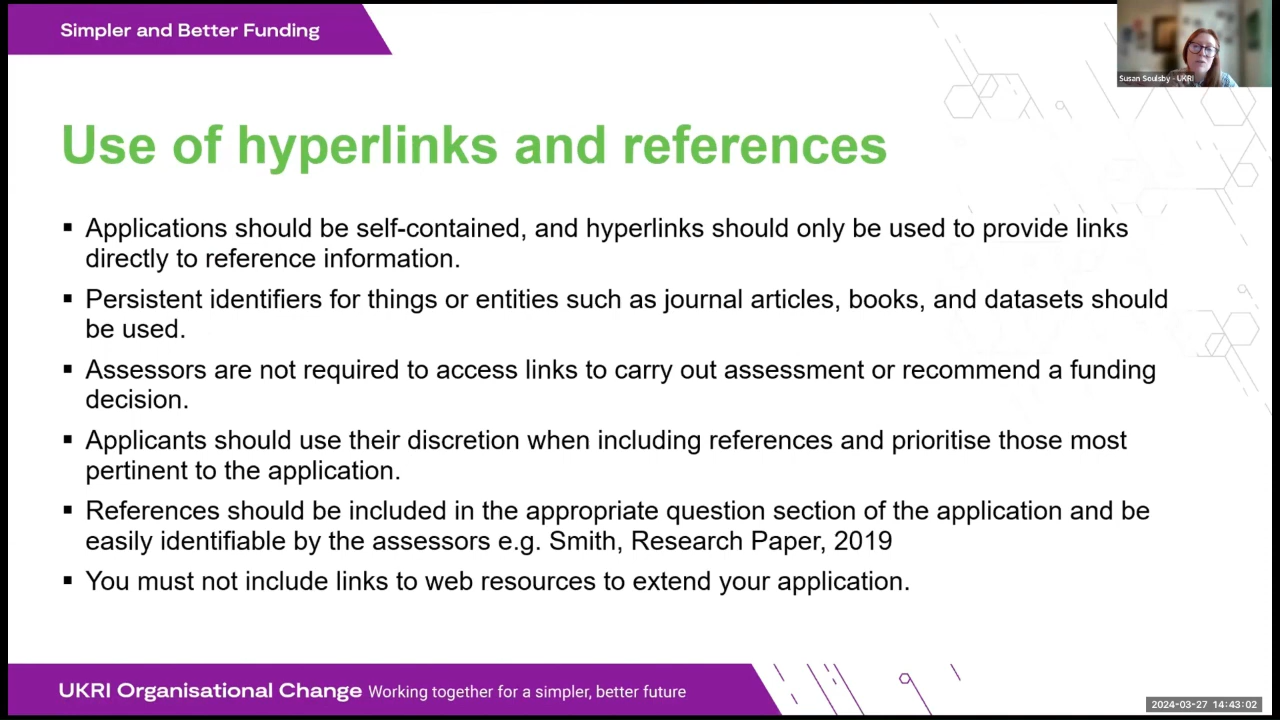 Simpler and Better Funding
Susan Soulsby - UKRI
Use of hyperlinks and references
▪ Applications should be self-contained, and hyperlinks should only be used to provide links
directly to reference information.
▪ Persistent identifiers for things or entities such as journal articles, books, and datasets should
be used.
▪ Assessors are not required to access links to carry out assessment or recommend a funding
decision.
▪ Applicants should use their discretion when including references and prioritise those most
pertinent to the application.
▪ References should be included in the appropriate question section of the application and be
easily identifiable by the assessors e.g. Smith, Research Paper, 2019
▪ You must not include links to web resources to extend your application.
UKRI Organisational Change Working together for a simpler, better future
2024-03-27 14:43:02